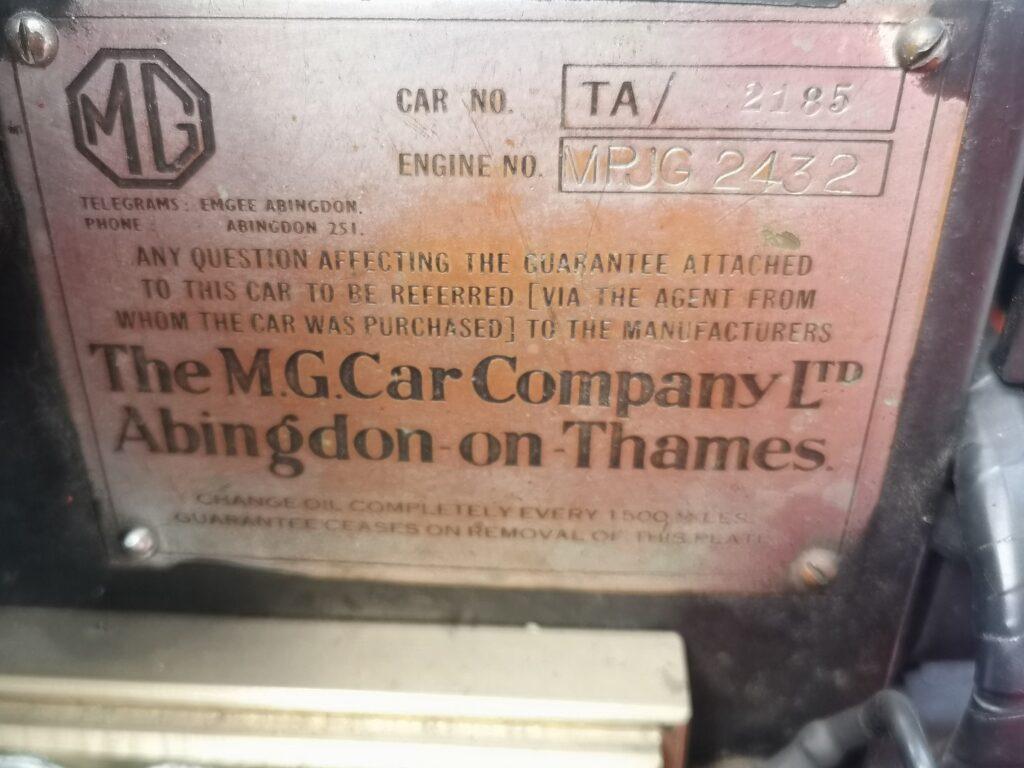 MG
CAR NO. TA/ 2185
ENGINE NO. MPJG 2432
TELEGRAMS: EMGEE ABINGDON.
PHONE : ABINGDON 251.
ANY QUESTION AFFECTING THE GUARANTEE ATTACHED
TO THIS CAR TO BE REFERRED [VIA THE AGENT FROM
WHOM THE CAR WAS PURCHASED] TO THE MANUFACTURERS
The M.G. Car Company LTD
Abingdon-on-Thames.
CHANGE OIL COMPLETELY EVERY 1500 MILES.
GUARANTEE CEASES ON REMOVAL OF THIS PLATE